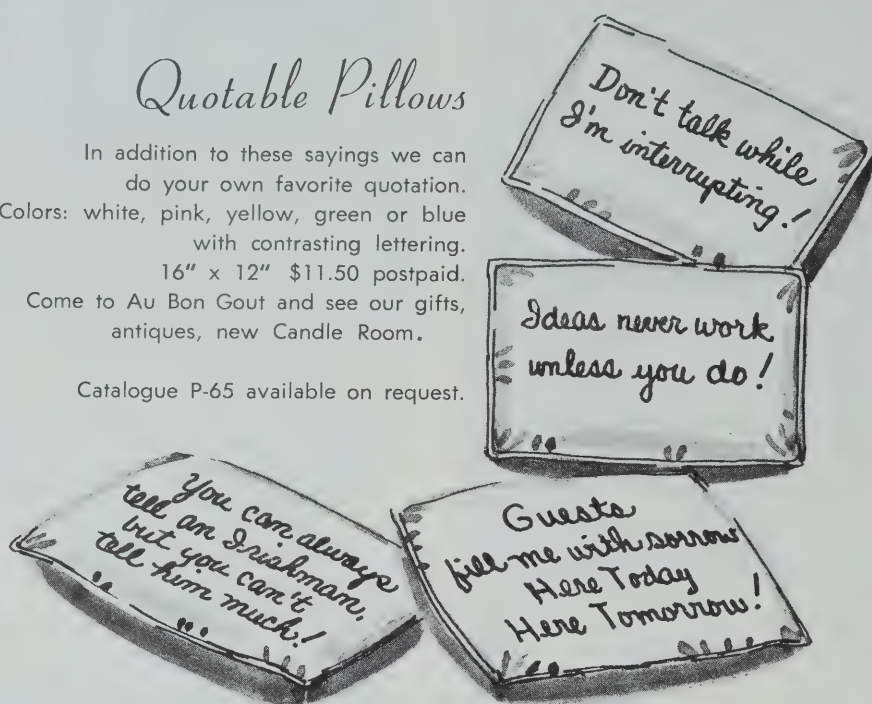 Quotable Pillows
In addition to these sayings we can
do your own favorite quotation.
Colors: white, pink, yellow, green or blue
with contrasting lettering.
16" x 12" $11.50 postpaid.
Come to Au Bon Gout and see our gifts,
antiques, new Candle Room.
Catalogue P-65 available on request.
Don't talk while
I'm interrupting!
Ideas never work
unless you do!
You can always
tell an Irishman,
but you can't
tell him much!
Guests
fill me with sorrow
Here Today
Here Tomorrow!